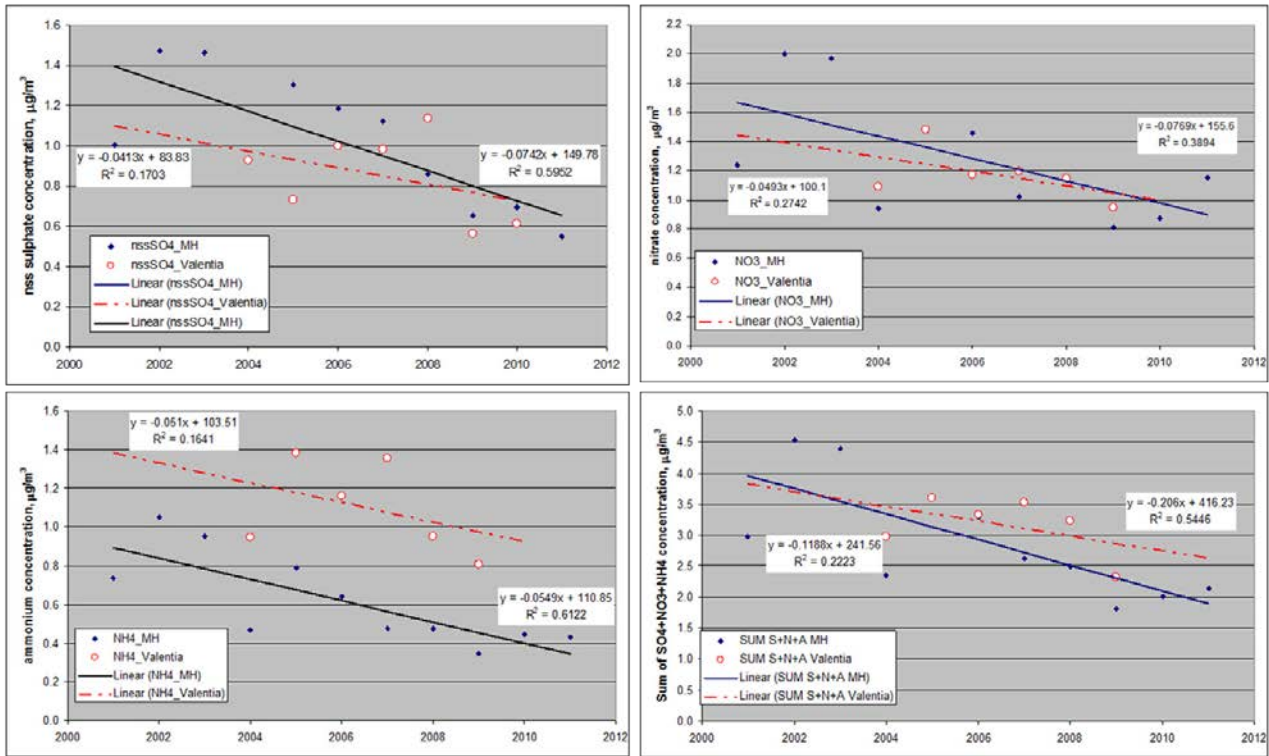 1.6
1.4
1.2
1.0
0.8
0.6
0.4
0.2
0.0
nss sulphate concentration, µg/m³
y = -0.0413x + 83.83
R² = 0.1703
y = -0.0742x + 149.78
R² = 0.5952
nssSO4_MH
nssSO4_Valentia
Linear (nssSO4_MH)
Linear (nssSO4_Valentia)
Linear (nssSO4_MH)
2000 2002 2004 2006 2008 2010 2012
2.2
2.0
1.8
1.6
1.4
1.2
1.0
0.8
0.6
0.4
0.2
0.0
nitrate concentration, µg/m³
y = -0.0769x + 155.6
R² = 0.3894
y = -0.0493x + 100.1
R² = 0.2742
NO3_MH
NO3_Valentia
Linear (NO3_MH)
Linear (NO3_Valentia)
2000 2002 2004 2006 2008 2010 2012
1.6
1.4
1.2
1.0
0.8
0.6
0.4
0.2
0.0
ammonium concentration, µg/m³
y = -0.051x + 103.51
R² = 0.1641
y = -0.0549x + 110.85
R² = 0.6122
NH4_MH
NH4_Valentia
Linear (NH4_MH)
Linear (NH4_Valentia)
2000 2002 2004 2006 2008 2010 2012
5.0
4.5
4.0
3.5
3.0
2.5
2.0
1.5
1.0
0.5
0.0
Sum of SO4+NO3+NH4 concentration, µg/m³
y = -0.206x + 416.23
R² = 0.5446
y = -0.1188x + 241.56
R² = 0.2223
SUM S+N+A MH
SUM S+N+A Valentia
Linear (SUM S+N+A MH)
Linear (SUM S+N+A Valentia)
2000 2002 2004 2006 2008 2010 2012